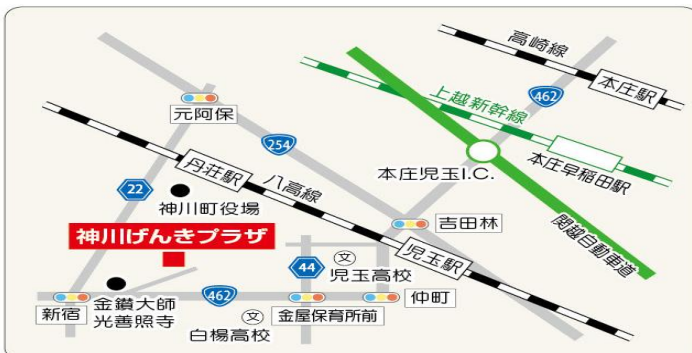 高崎線
本庄駅
462
上越新幹線
本庄早稲田駅
元阿保
254
本庄児玉I.C.
関越自動車道
丹荘駅
八高線
22
神川町役場
吉田林
神川げんきプラザ
児玉駅
44
文
児玉高校
新宿
金鑚大師
光善照寺
462
文
白楊高校
金屋保育所前
仲町